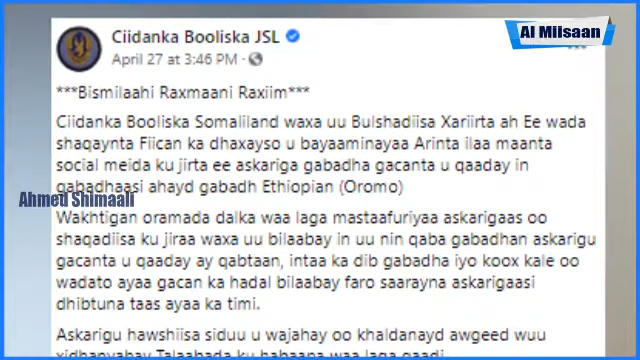 Ciidanka Booliska JSL
Al Miisaan
April 27 at 3:46 PM ·
***Bismilaahi Raxmaani Raxiim***
Ciidanka Booliska Somaliland waxa uu Bulshadiisa Xariirta ah Ee wada
shaqaynta Fiican ka dhaxayso u bayaaminayaa Arinta ilaa maanta
social meida ku jirta ee askariga gabadha gacanta u qaaday in
gabadhaasi ahayd gabadh Ethiopian (Oromo)
Ahmed Shimaali
Wakhtigan oramada dalka waa laga mastaafuriyaa askarigaas oo
shaqadiisa ku jiraa waxa uu bilaabay in uu nin qaba gabadhan askarigu
gacanta u qaaday ay qabtaan, intaa ka dib gabadha iyo koox kale oo
wadato ayaa gacan ka hadal bilaabay faro saarayna askarigaasi
dhibtuna taas ayaa ka timi.
Askarigu hawshiisa siduu u wajahay oo khaldanayd awgeed wuu